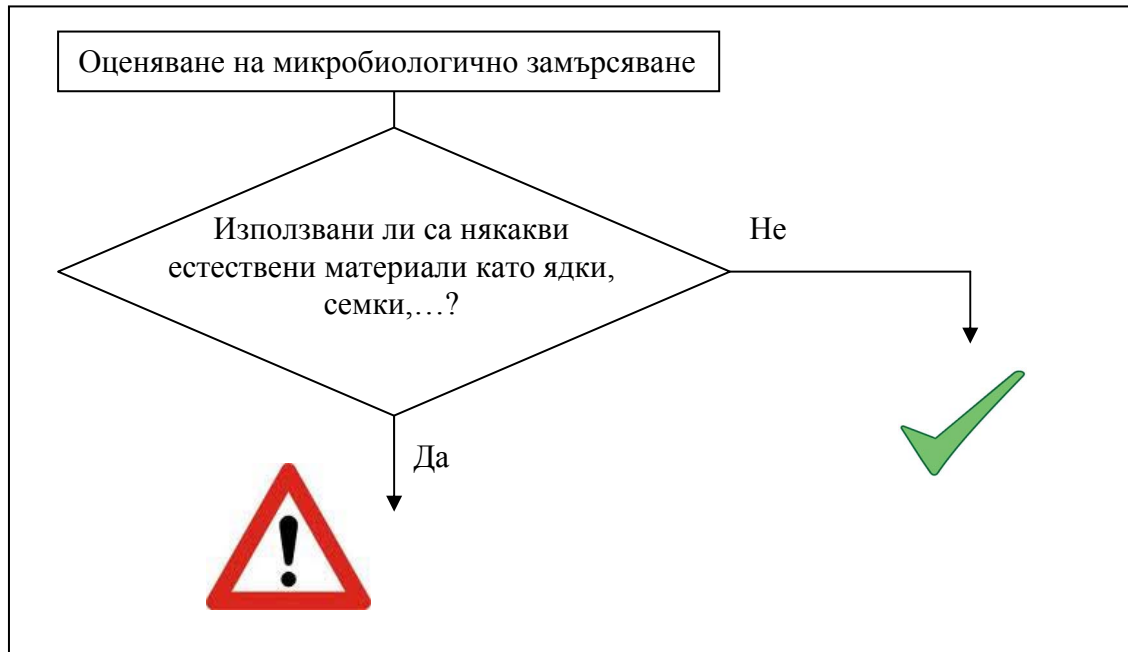 Оценяване на микробиологично замърсяване
Използвани ли са някакви
естествени материали като ядки,
семки,…?
Не
Да